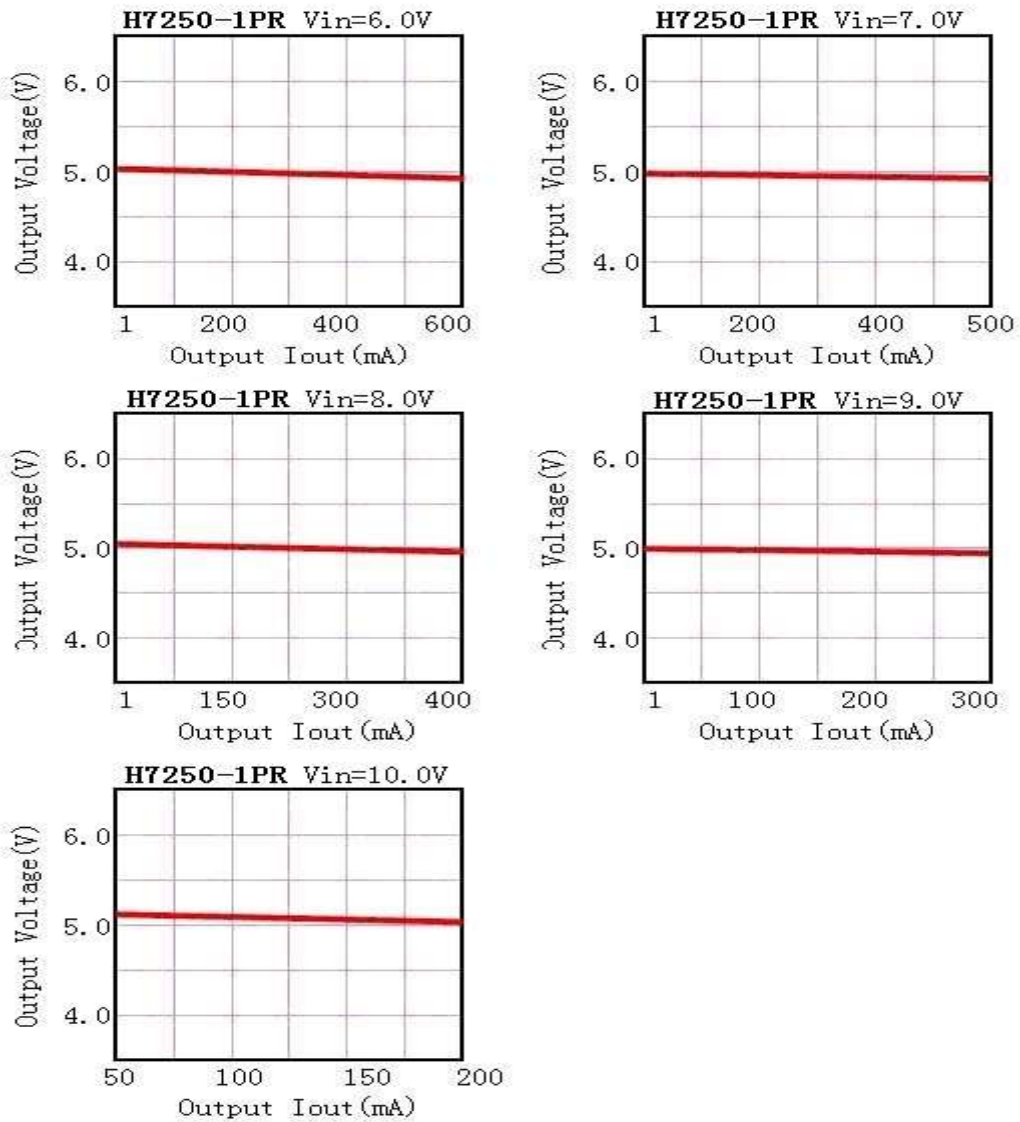 H7250-1PR Vin=6.0V
Output Voltage(V)
6.0
5.0
4.0
1 200 400 600
Output Iout(mA)
H7250-1PR Vin=7.0V
Output Voltage(V)
6.0
5.0
4.0
1 200 400 500
Output Iout(mA)
H7250-1PR Vin=8.0V
Output Voltage(V)
6.0
5.0
4.0
1 150 300 400
Output Iout(mA)
H7250-1PR Vin=9.0V
Output Voltage(V)
6.0
5.0
4.0
1 100 200 300
Output Iout(mA)
H7250-1PR Vin=10.0V
Output Voltage(V)
6.0
5.0
4.0
50 100 150 200
Output Iout(mA)